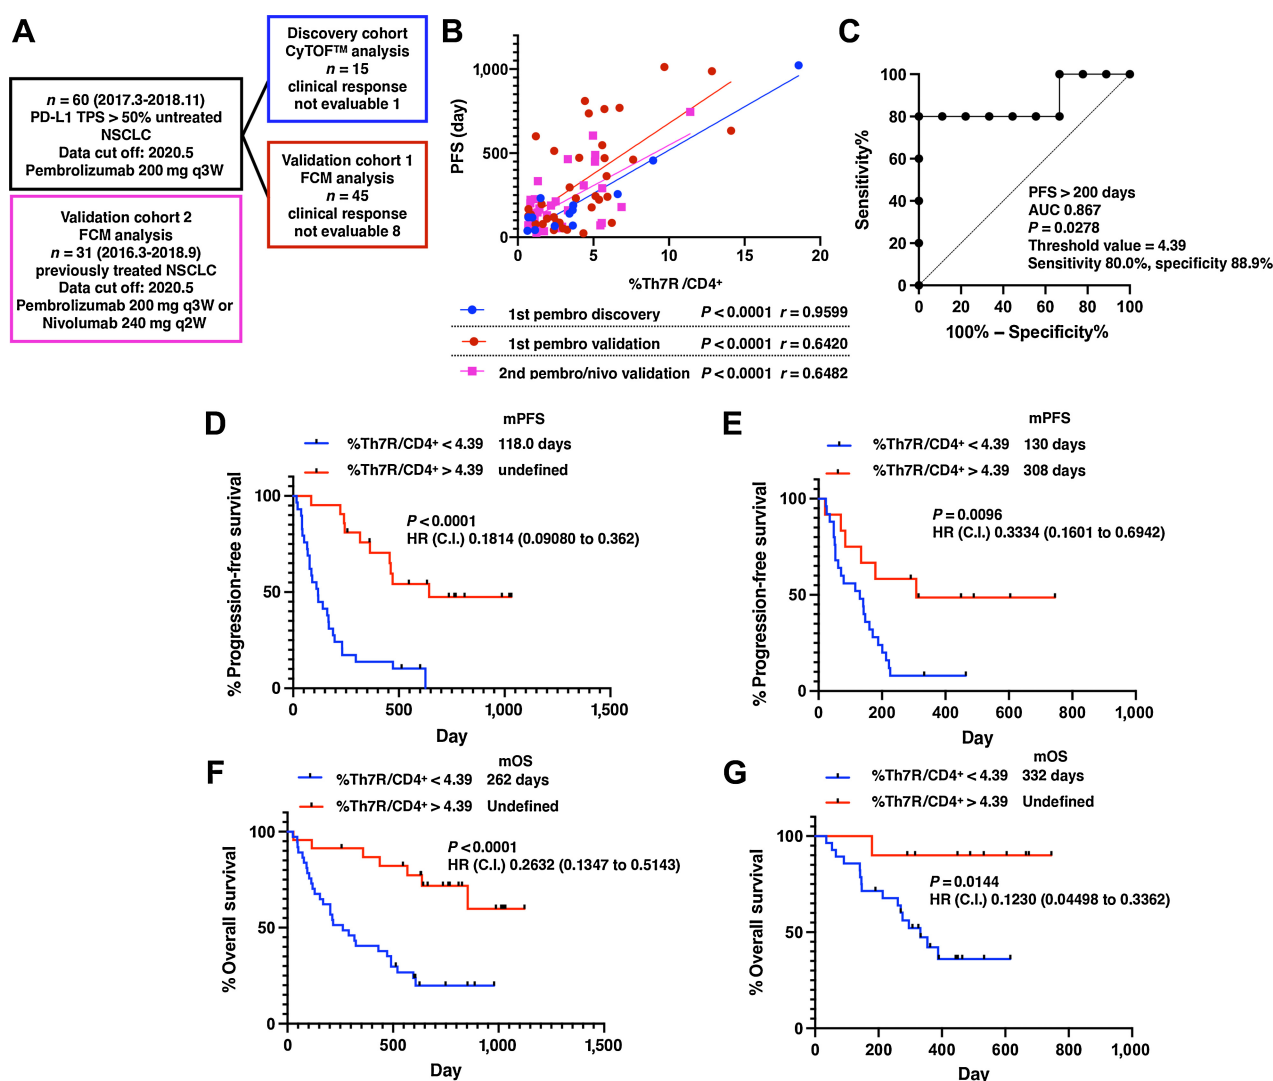 A
n = 60 (2017.3-2018.11)
PD-L1 TPS > 50% untreated
NSCLC
Data cut off: 2020.5
Pembrolizumab 200 mg q3W
Discovery cohort
CyTOF™ analysis
n = 15
clinical response
not evaluable 1
Validation cohort 1
FCM analysis
n = 45
clinical response
not evaluable 8
Validation cohort 2
FCM analysis
n = 31 (2016.3-2018.9)
previously treated NSCLC
Data cut off: 2020.5
Pembrolizumab 200 mg q3W or
Nivolumab 240 mg q2W
B
PFS (day)
1,000
500
0
0 5 10 15 20
%Th7R /CD4+
1st pembro discovery P < 0.0001 r = 0.9599
1st pembro validation P < 0.0001 r = 0.6420
2nd pembro/nivo validation P < 0.0001 r = 0.6482
C
Sensitivity%
100
80
60
40
20
0
PFS > 200 days
AUC 0.867
P = 0.0278
Threshold value = 4.39
Sensitivity 80.0%, specificity 88.9%
0 20 40 60 80 100
100% – Specificity%
D
mPFS
%Th7R/CD4+ < 4.39 118.0 days
%Th7R/CD4+ > 4.39 undefined
% Progression-free survival
100
50
0
P < 0.0001
HR (C.I.) 0.1814 (0.09080 to 0.362)
0 500 1,000 1,500
Day
E
mPFS
%Th7R/CD4+ < 4.39 130 days
%Th7R/CD4+ > 4.39 308 days
% Progression-free survival
100
50
0
P = 0.0096
HR (C.I.) 0.3334 (0.1601 to 0.6942)
0 200 400 600 800 1,000
Day
F
mOS
%Th7R/CD4+ < 4.39 262 days
%Th7R/CD4+ > 4.39 Undefined
% Overall survival
100
50
0
P < 0.0001
HR (C.I.) 0.2632 (0.1347 to 0.5143)
0 500 1,000 1,500
Day
G
mOS
%Th7R/CD4+ < 4.39 332 days
%Th7R/CD4+ > 4.39 Undefined
% Overall survival
100
50
0
P = 0.0144
HR (C.I.) 0.1230 (0.04498 to 0.3362)
0 200 400 600 800 1,000
Day